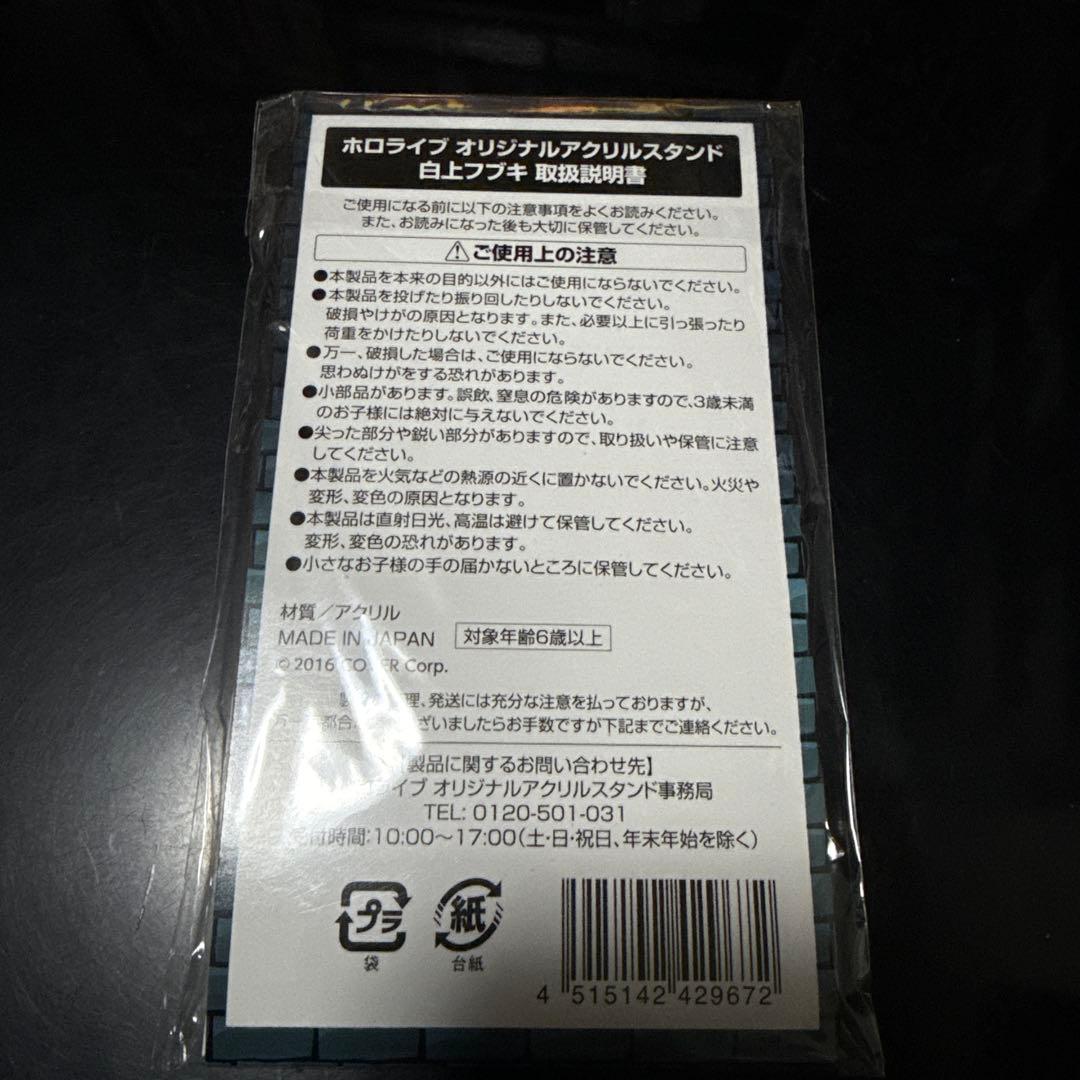 ホロライブ オリジナルアクリルスタンド
白上フブキ 取扱説明書
ご使用になる前に以下の注意事項をよくお読みください。
また、お読みになった後も大切に保管してください。
ご使用上の注意
●本製品を本来の目的以外にはご使用にならないでください。
●本製品を投げたり振り回したりしないでください。
破損やけがの原因となります。また、必要以上に引っ張ったり
荷重をかけたりしないでください。
●万一、破損した場合は、ご使用にならないでください。
思わぬけがをする恐れがあります。
●小部品があります。誤飲、窒息の危険がありますので、3歳未満
のお子様には絶対に与えないでください。
●尖った部分や鋭い部分がありますので、取り扱いや保管に注意
してください。
●本製品を火気などの熱源の近くに置かないでください。火災や
変形、変色の原因となります。
●本製品は直射日光、高温は避けて保管してください。
変形、変色の恐れがあります。
●小さなお子様の手の届かないところに保管してください。
材質/アクリル
MADE IN JAPAN 対象年齢6歳以上
© 2016 COVER Corp.
理、発送には充分な注意を払っておりますが、
ざいましたらお手数ですが下記までご連絡ください。
製品に関するお問い合わせ先】
イブ オリジナルアクリルスタンド事務局
TEL: 0120-501-031
受付時間:10:00〜17:00(土・日・祝日、年末年始を除く)
プラ 紙
袋 台紙
4 515142 429672